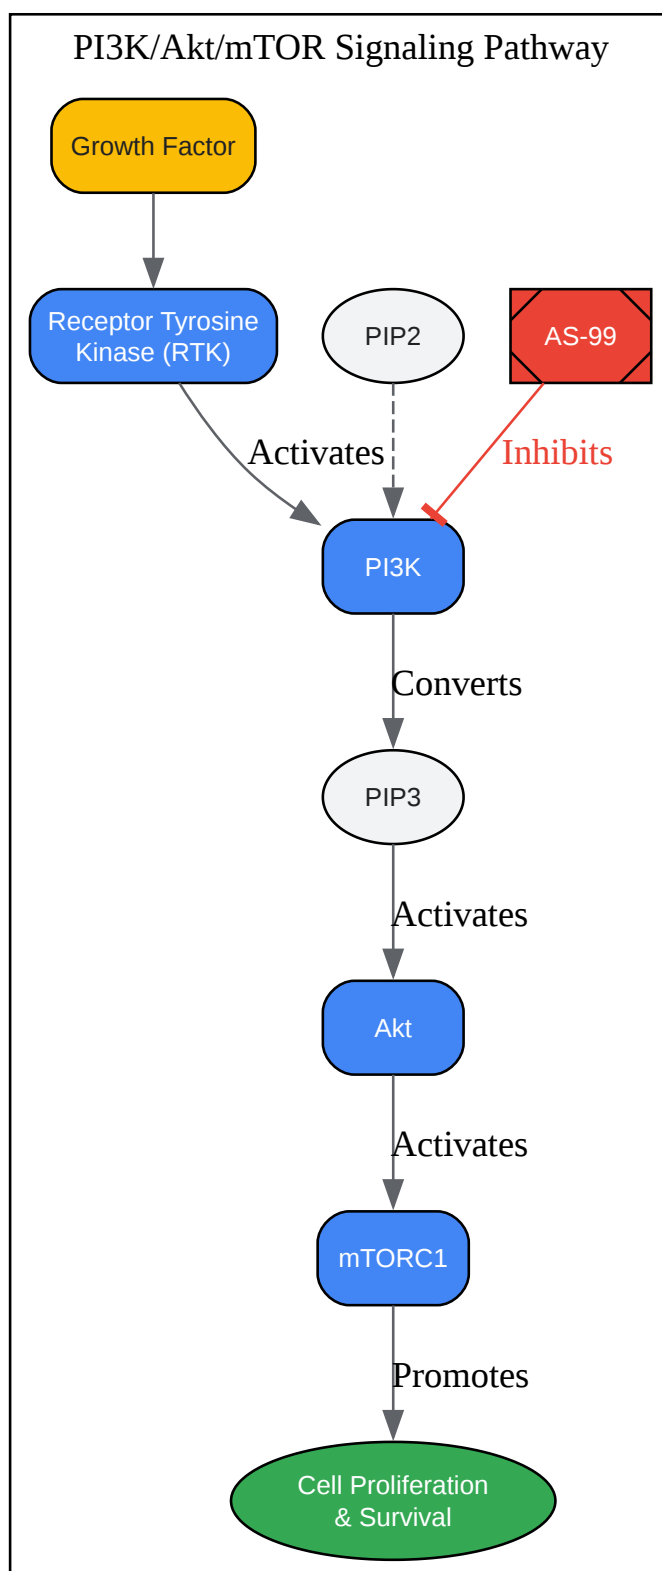 PI3K/Akt/mTOR Signaling Pathway
Growth Factor
Receptor Tyrosine
Kinase (RTK)
PIP2
AS-99
Activates
Inhibits
PI3K
Converts
PIP3
Activates
Akt
Activates
mTORC1
Promotes
Cell Proliferation
& Survival